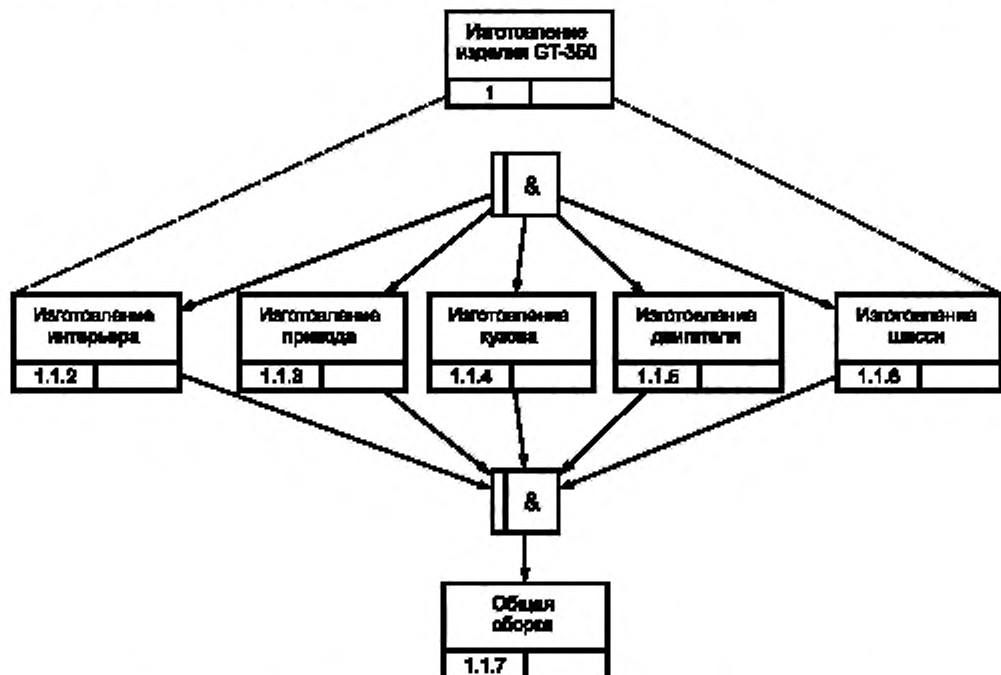 Изготовление
изделия GT-350
1
&
Изготовление
интерьера
1.1.2
Изготовление
привода
1.1.3
Изготовление
кузова
1.1.4
Изготовление
двигателя
1.1.5
Изготовление
шасси
1.1.6
&
Общая
сборка
1.1.7